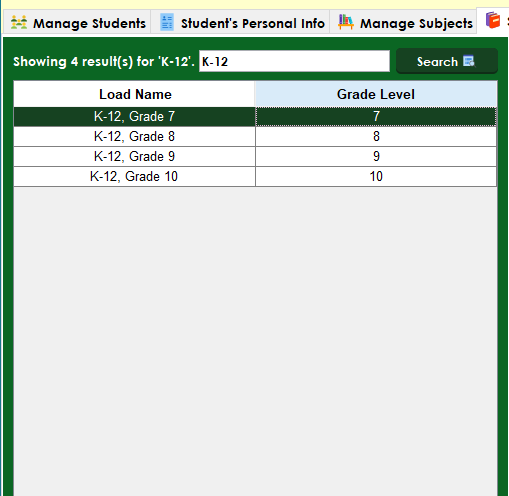 Manage Students Student's Personal Info Manage Subjects
Showing 4 result(s) for 'K-12'. K-12 Search
Load Name Grade Level
K-12, Grade 7 7
K-12, Grade 8 8
K-12, Grade 9 9
K-12, Grade 10 10